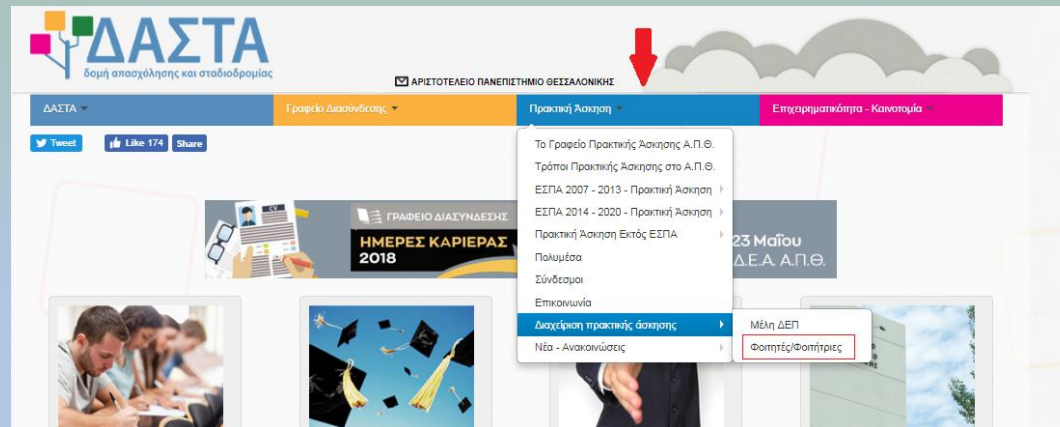 ΔΑΣΤΑ
δομή απασχόλησης και σταδιοδρομίας
ΑΡΙΣΤΟΤΕΛΕΙΟ ΠΑΝΕΠΙΣΤΗΜΙΟ ΘΕΣΣΑΛΟΝΙΚΗΣ
ΔΑΣΤΑ Γραφείο Διασύνδεσης Πρακτική Άσκηση Επιχειρηματικότητα - Καινοτομία
Tweet Like 174 Share
Το Γραφείο Πρακτικής Άσκησης Α.Π.Θ.
Τρόποι Πρακτικής Άσκησης στο Α.Π.Θ.
ΕΣΠΑ 2007 - 2013 - Πρακτική Άσκηση
ΕΣΠΑ 2014 - 2020 - Πρακτική Άσκηση
Πρακτική Άσκηση Εκτός ΕΣΠΑ
Πολυμέσα
Σύνδεσμοι
Επικοινωνία
Διαχείριση πρακτικής άσκησης
Νέα - Ανακοινώσεις
Μέλη ΔΕΠ
Φοιτητές/Φοιτήτριες
CV
ΓΡΑΦΕΙΟ ΔΙΑΣΥΝΔΕΣΗΣ
ΗΜΕΡΕΣ ΚΑΡΙΕΡΑΣ
2018
23 Μαΐου
Δ.Ε.Α. Α.Π.Θ.